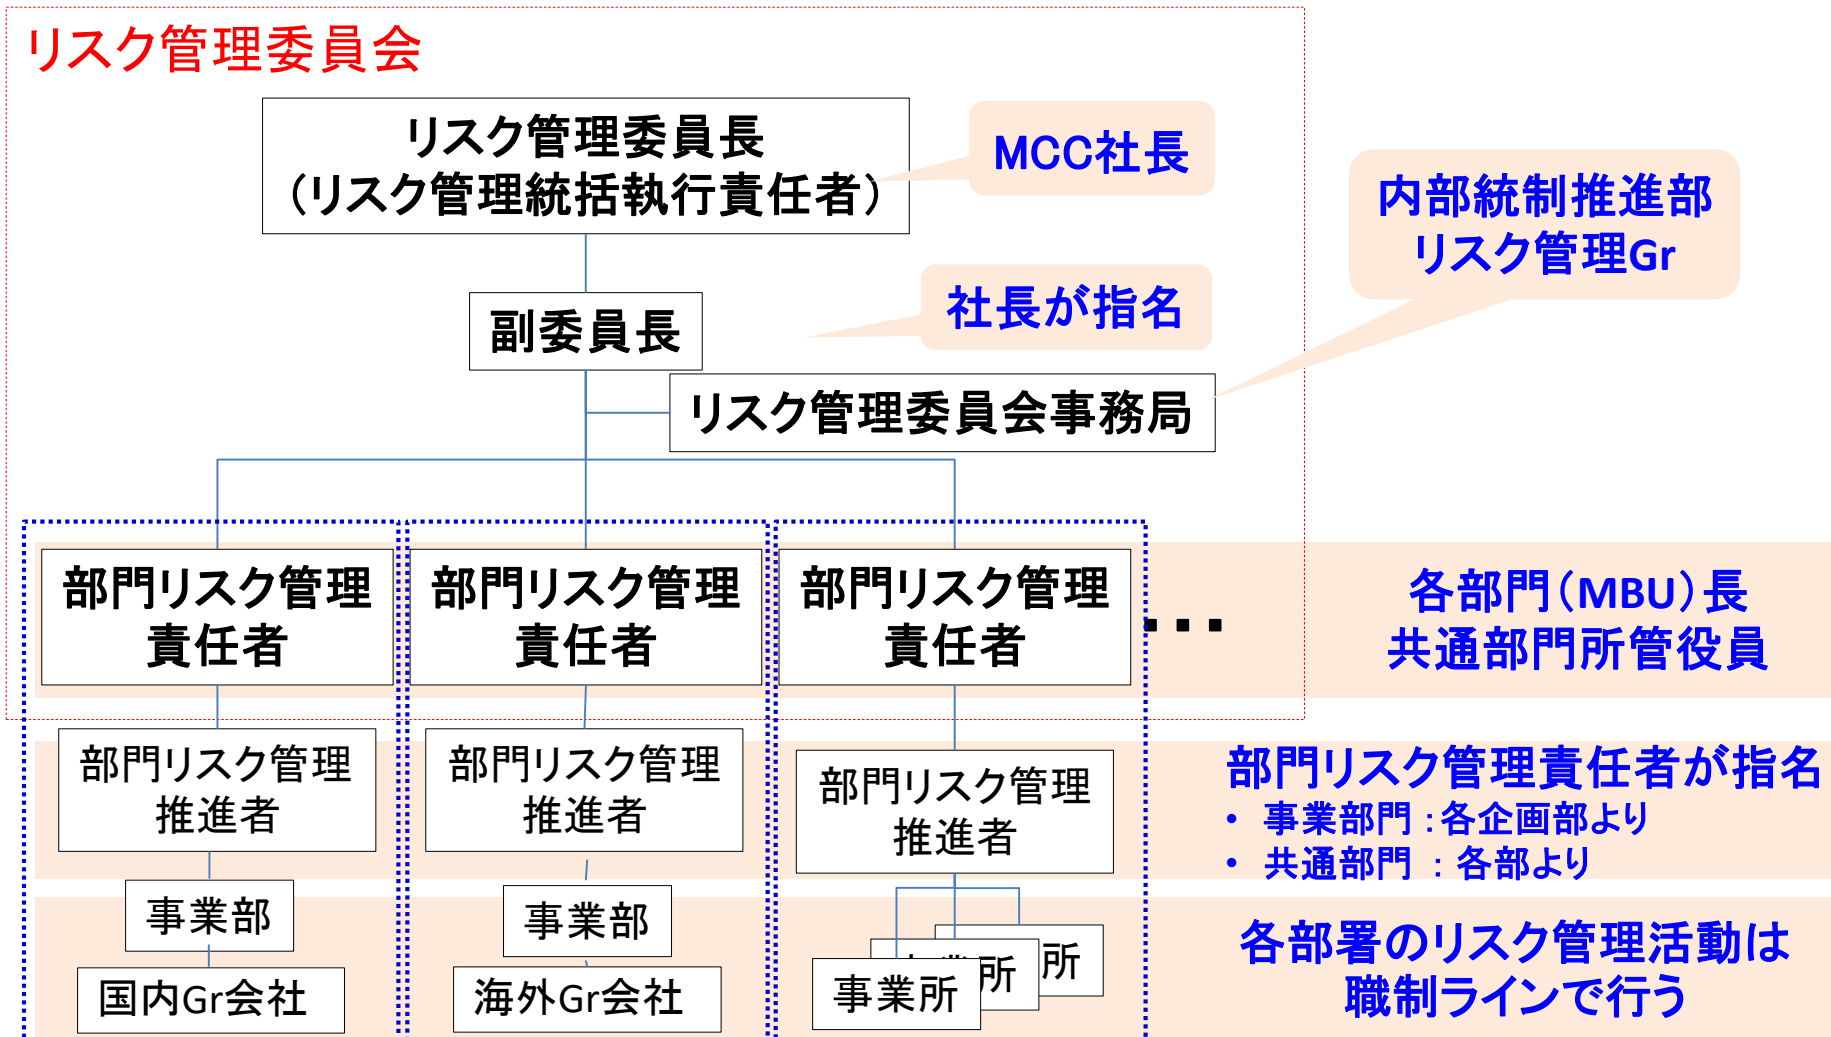 リスク管理委員会
リスク管理委員長
（リスク管理統括執行責任者）
MCC社長
内部統制推進部
リスク管理Gr
社長が指名
副委員長
リスク管理委員会事務局
部門リスク管理
責任者
部門リスク管理
責任者
部門リスク管理
責任者
・・・
各部門（MBU）長
共通部門所管役員
部門リスク管理
推進者
部門リスク管理
推進者
部門リスク管理
推進者
部門リスク管理責任者が指名
• 事業部門：各企画部より
• 共通部門：各部より
事業部
事業部
国内Gr会社
海外Gr会社
事業所
所
所
各部署のリスク管理活動は
職制ラインで行う